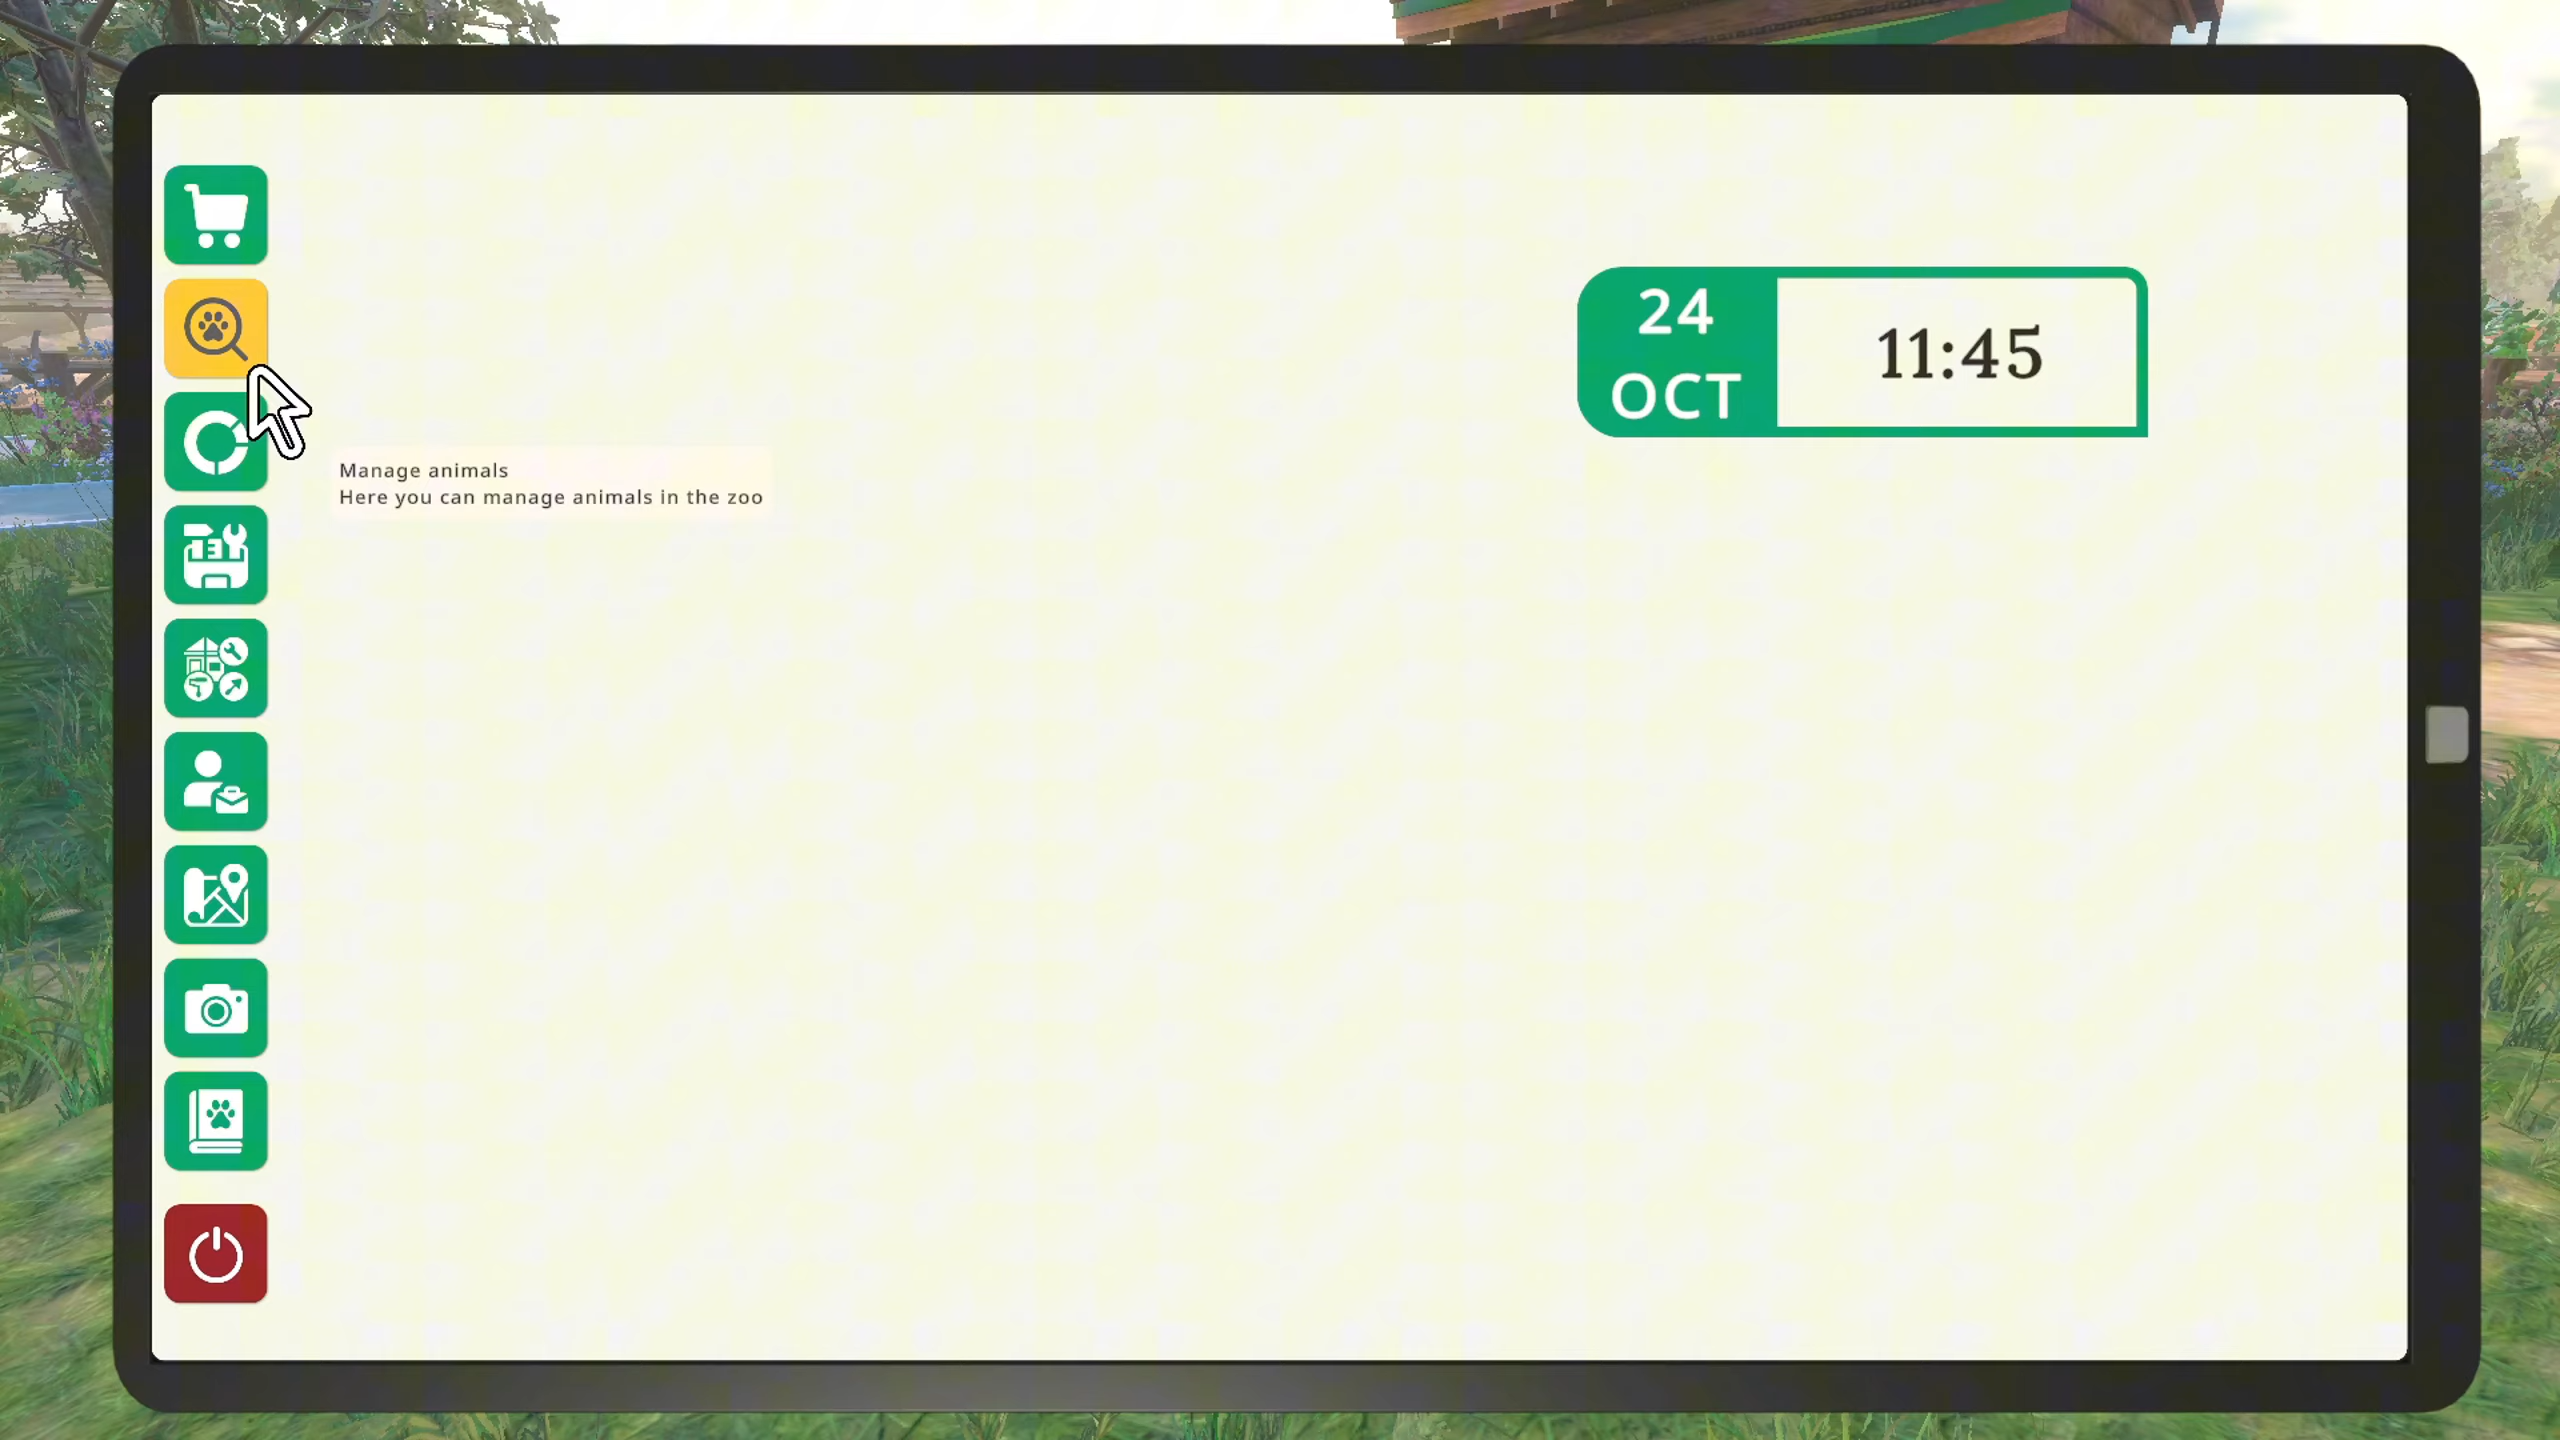 24
OCT
11:45
Manage animals
Here you can manage animals in the zoo